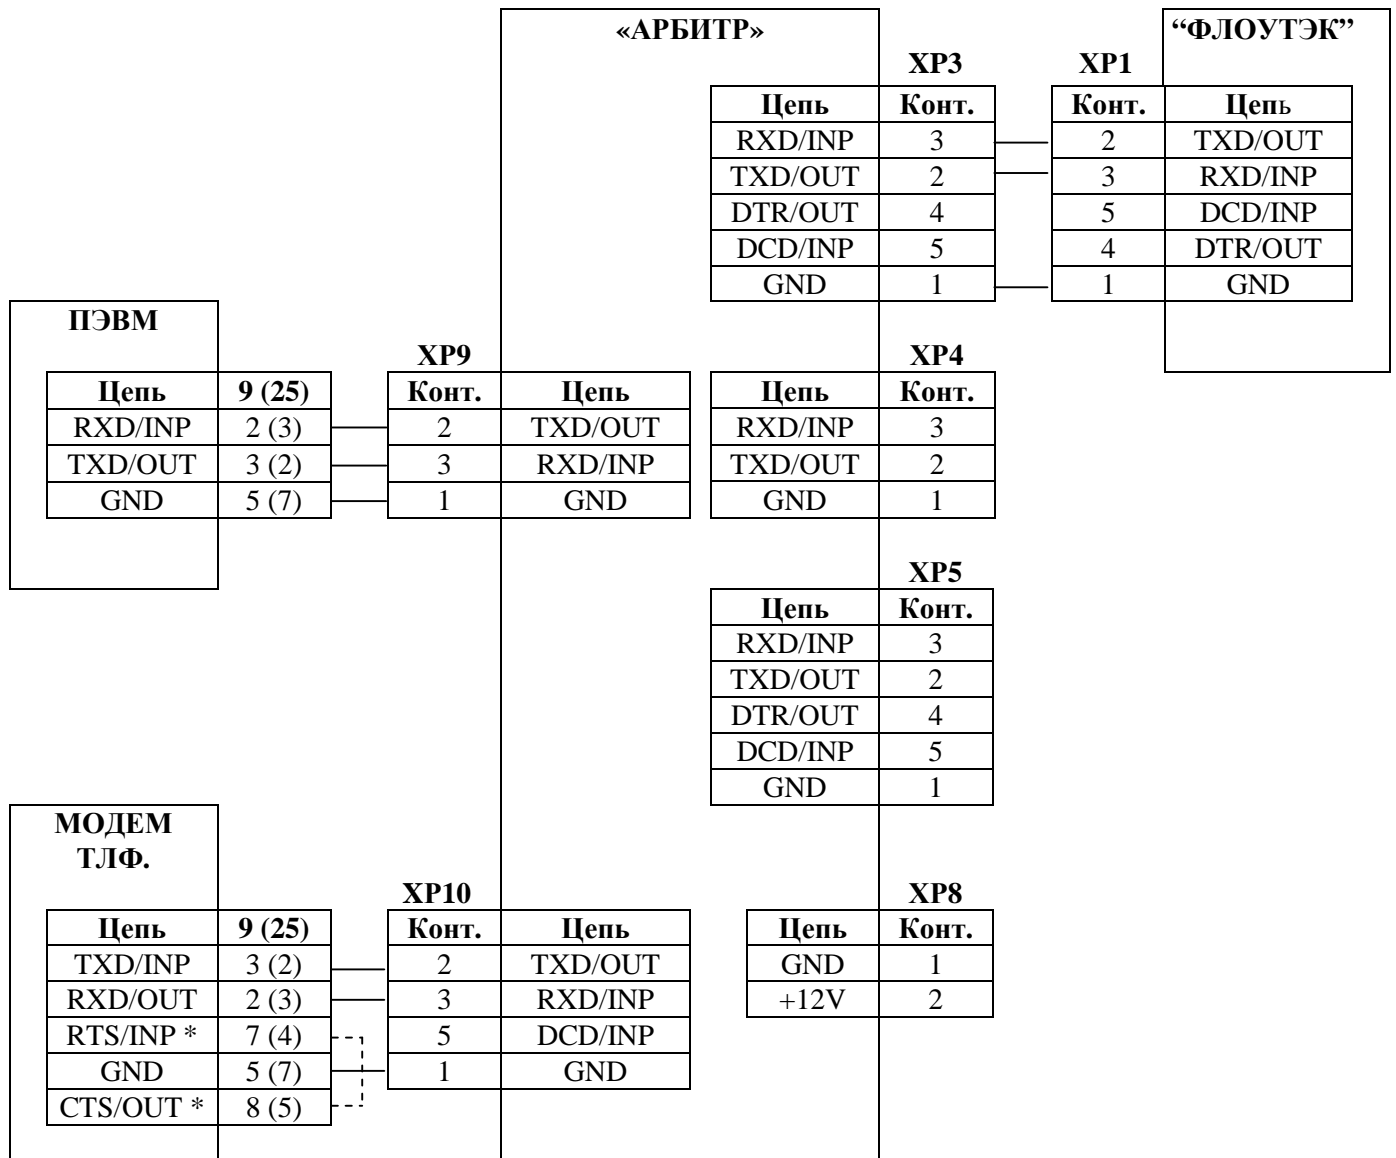 «АРБИТР»
“ФЛОУТЭК”
XP3
XP1
Цепь Конт.
RXD/INP 3
TXD/OUT 2
DTR/OUT 4
DCD/INP 5
GND 1
Конт. Цепь
2 TXD/OUT
3 RXD/INP
5 DCD/INP
4 DTR/OUT
1 GND
ПЭВМ
Цепь 9 (25)
RXD/INP 2 (3)
TXD/OUT 3 (2)
GND 5 (7)
XP9
Конт. Цепь
2 TXD/OUT
3 RXD/INP
1 GND
XP4
Цепь Конт.
RXD/INP 3
TXD/OUT 2
GND 1
XP5
Цепь Конт.
RXD/INP 3
TXD/OUT 2
DTR/OUT 4
DCD/INP 5
GND 1
МОДЕМ
ТЛФ.
Цепь 9 (25)
TXD/INP 3 (2)
RXD/OUT 2 (3)
RTS/INP * 7 (4)
GND 5 (7)
CTS/OUT * 8 (5)
XP10
Конт. Цепь
2 TXD/OUT
3 RXD/INP
5 DCD/INP
1 GND
XP8
Цепь Конт.
GND 1
+12V 2